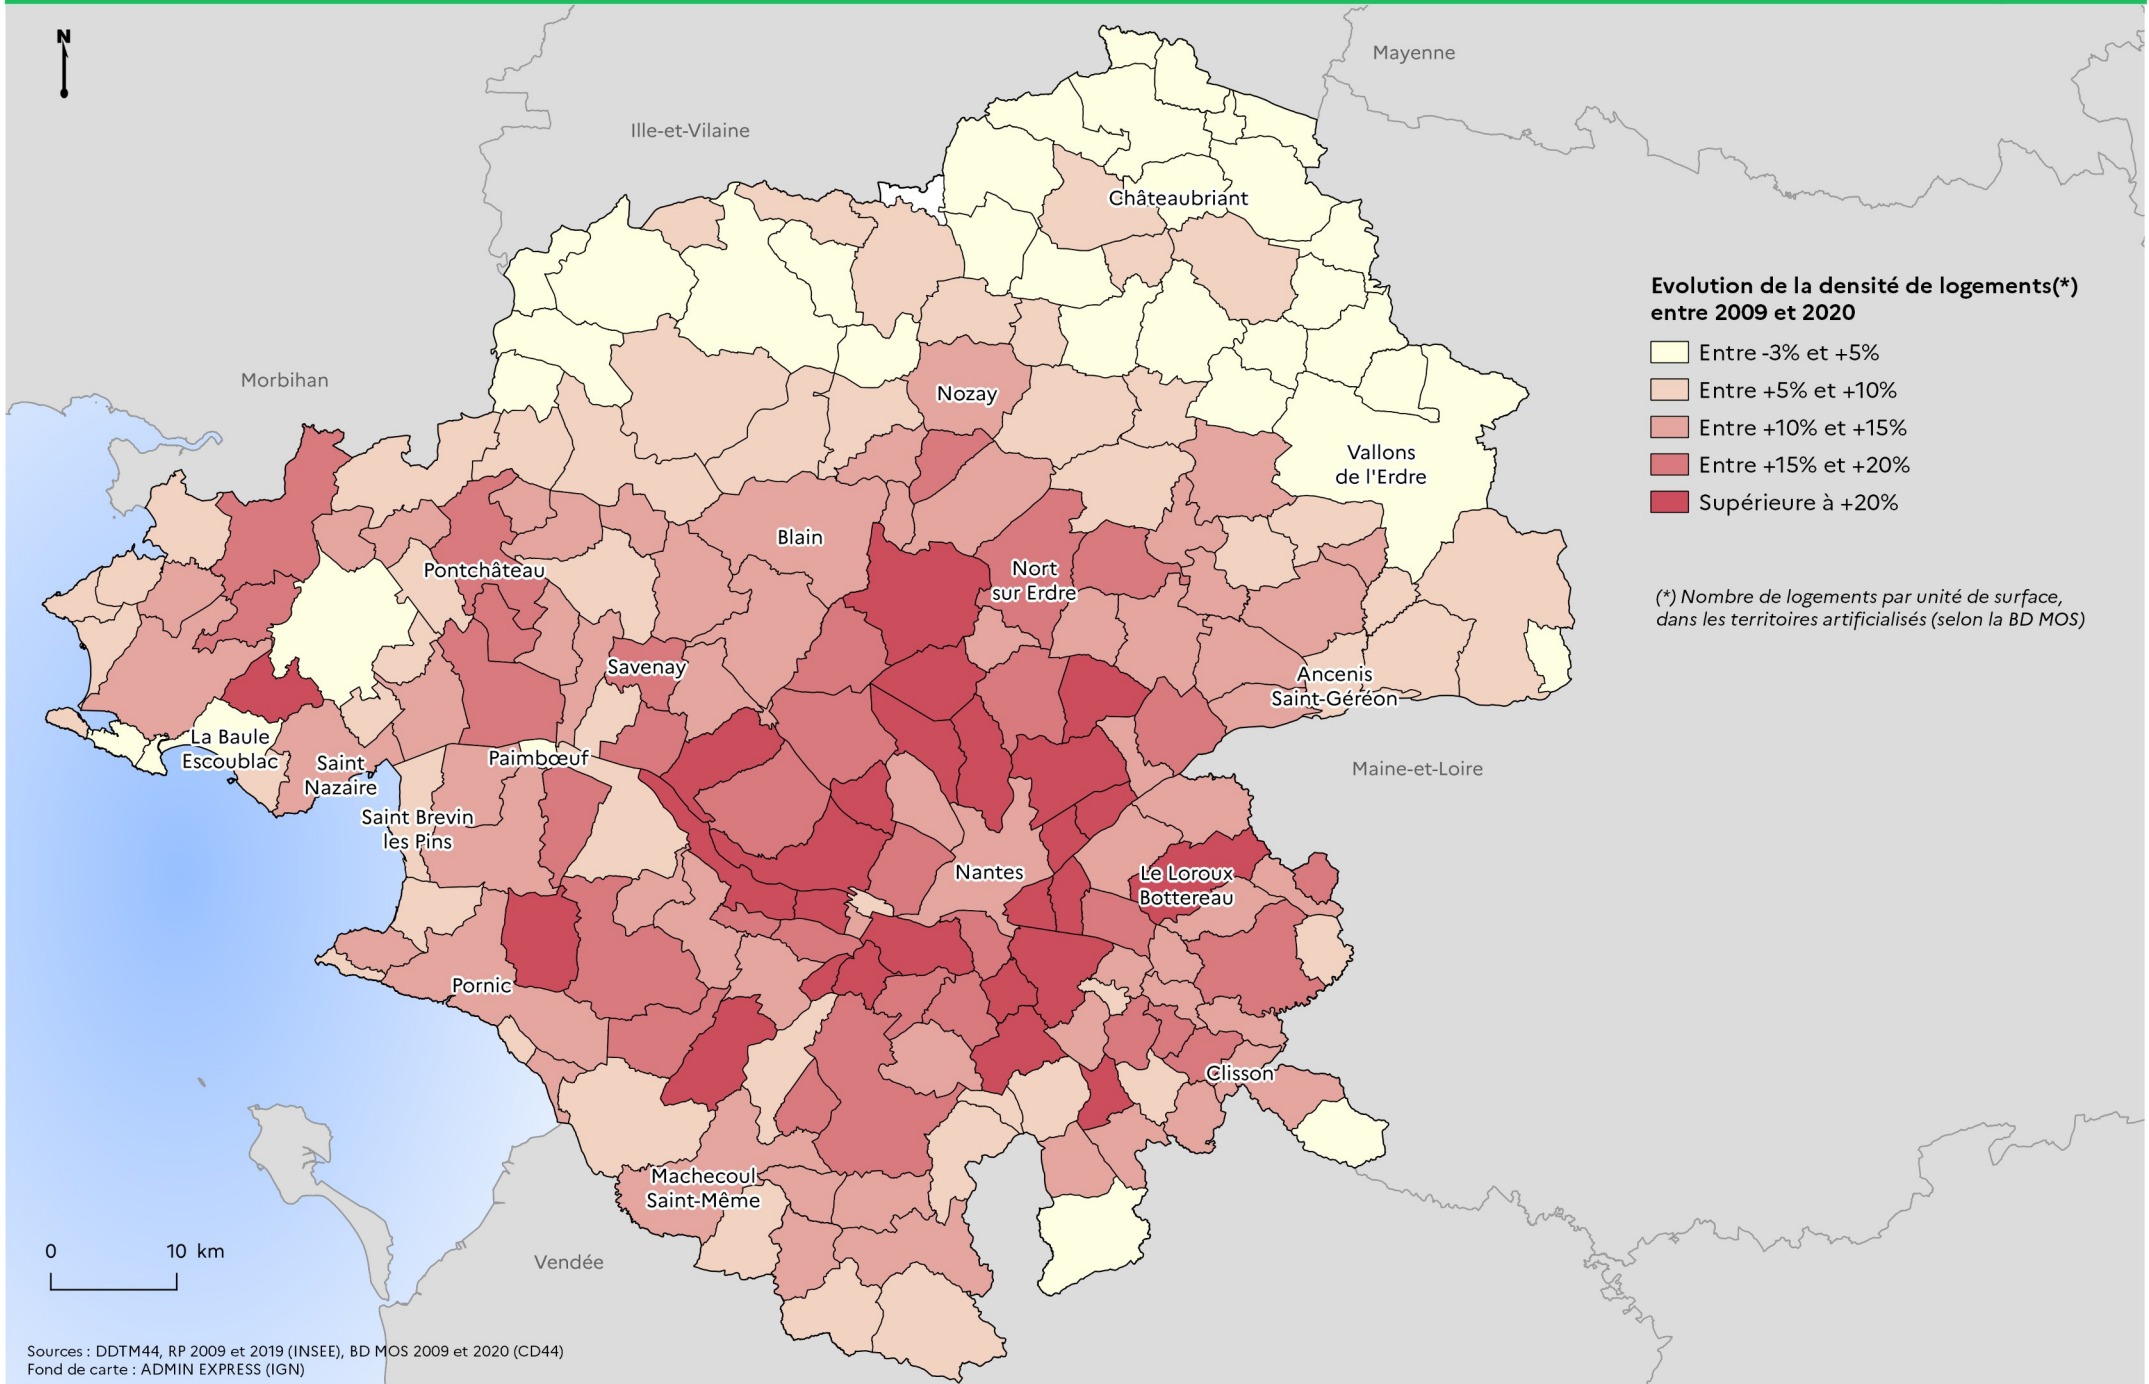 N
Mayenne
Ille-et-Vilaine
Châteaubriant
Evolution de la densité de logements(*)
entre 2009 et 2020
Entre -3% et +5%
Entre +5% et +10%
Entre +10% et +15%
Entre +15% et +20%
Supérieure à +20%
(*) Nombre de logements par unité de surface,
dans les territoires artificialisés (selon la BD MOS)
Morbihan
Nozay
Vallons
de l'Erdre
Blain
Pontchâteau
Nort
sur Erdre
Savenay
Ancenis
Saint-Géréon
La Baule
Escoublac
Paimbœuf
Saint
Nazaire
Maine-et-Loire
Saint Brevin
les Pins
Nantes
Le Loroux
Bottereau
Pornic
Clisson
Machecoul
Saint-Même
Vendée
0 10 km
Sources : DDTM44, RP 2009 et 2019 (INSEE), BD MOS 2009 et 2020 (CD44)
Fond de carte : ADMIN EXPRESS (IGN)